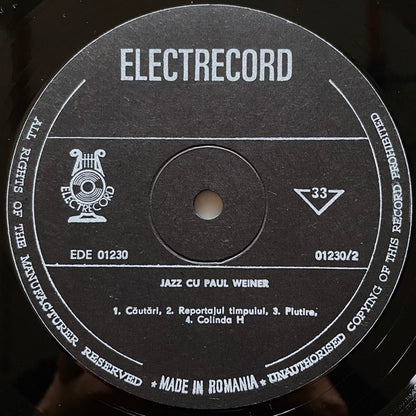 ELECTRECORD
ELECTRECORD
33
EDE 01230
01230/2
JAZZ CU PAUL WEINER
1. Căutări, 2. Reportajul timpului, 3. Plutire,
4. Colinda H
ALL RIGHTS OF THE MANUFACTURER RESERVED * MADE IN ROMANIA * UNAUTHORISED COPYING OF THIS RECORD PROHIBITED